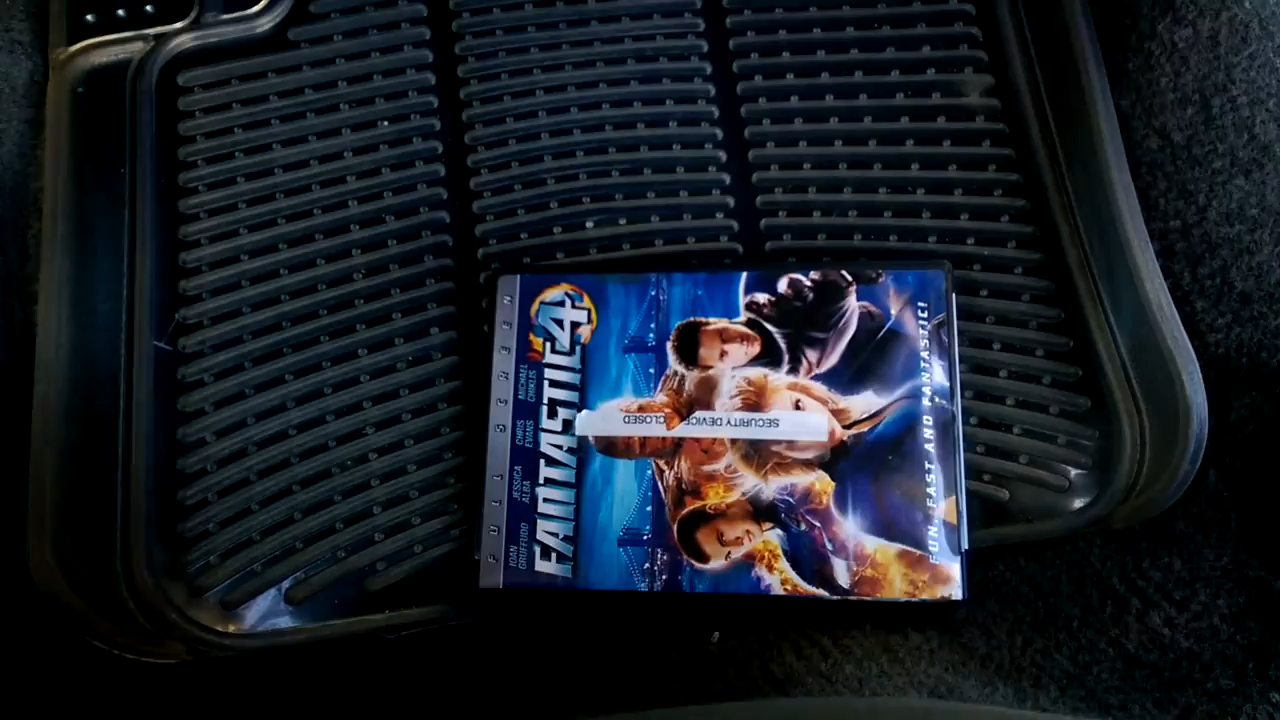 FULL SCREEN
IOAN GRUFFUDD
JESSICA ALBA
CHRIS EVANS
MICHAEL CHIKLIS
FANTASTIC 4
SECURITY DEVICE
CLOSED
FUN, FAST AND FANTASTIC!